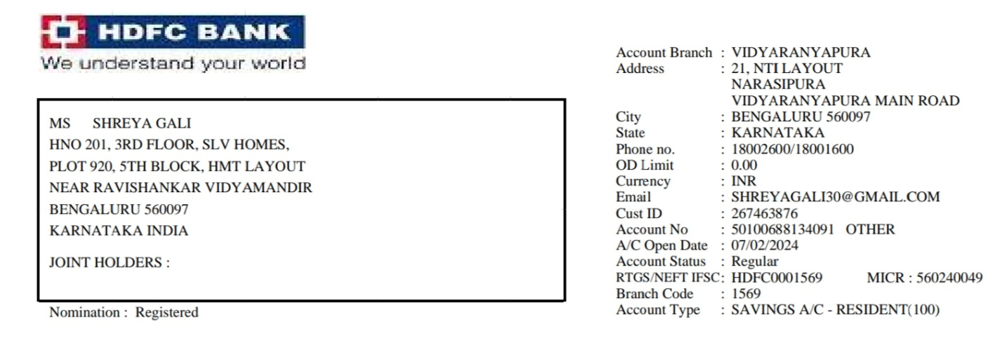 HDFC BANK
We understand your world
MS SHREYA GALI
HNO 201, 3RD FLOOR, SLV HOMES,
PLOT 920, 5TH BLOCK, HMT LAYOUT
NEAR RAVISHANKAR VIDYAMANDIR
BENGALURU 560097
KARNATAKA INDIA
JOINT HOLDERS :
Nomination : Registered
Account Branch : VIDYARANYAPURA
Address : 21, NTI LAYOUT
NARASIPURA
VIDYARANYAPURA MAIN ROAD
City : BENGALURU 560097
State : KARNATAKA
Phone no. : 18002600/18001600
OD Limit : 0.00
Currency : INR
Email : SHREYAGALI30@GMAIL.COM
Cust ID : 267463876
Account No : 50100688134091 OTHER
A/C Open Date : 07/02/2024
Account Status : Regular
RTGS/NEFT IFSC: HDFC0001569 MICR : 560240049
Branch Code : 1569
Account Type : SAVINGS A/C - RESIDENT(100)